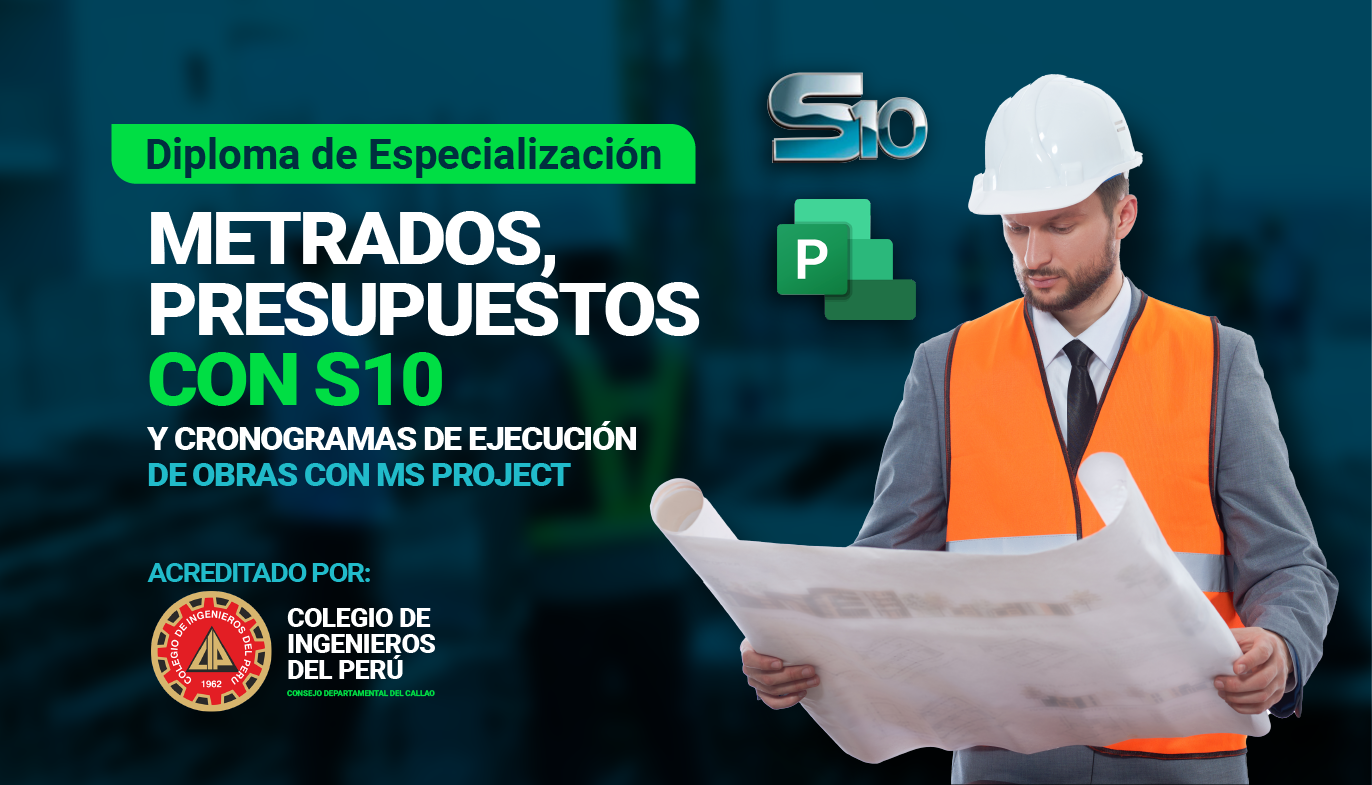 Diploma de Especialización
METRADOS,
PRESUPUESTOS
CON S10
Y CRONOGRAMAS DE EJECUCIÓN
DE OBRAS CON MS PROJECT
S10
P
ACREDITADO POR:
COLEGIO DE INGENIEROS DEL PERU
CIP
1962
COLEGIO DE
INGENIEROS
DEL PERÚ
CONSEJO DEPARTAMENTAL DEL CALLAO